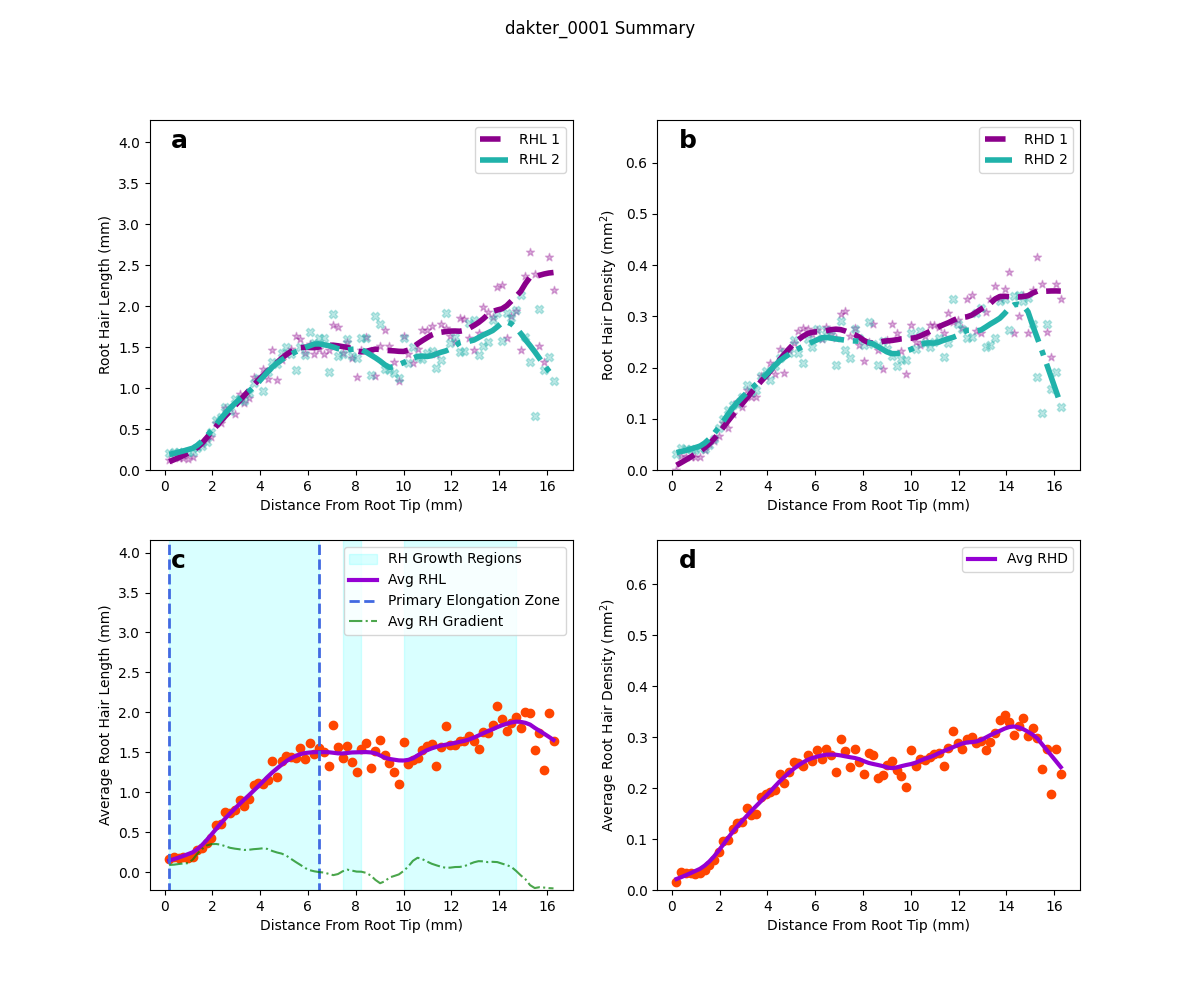 dakter_0001 Summary
a
RHL 1
RHL 2
4.0
3.5
3.0
2.5
2.0
1.5
1.0
0.5
0.0
Root Hair Length (mm)
0 2 4 6 8 10 12 14 16
Distance From Root Tip (mm)
b
RHD 1
RHD 2
0.6
0.5
0.4
0.3
0.2
0.1
0.0
Root Hair Density (mm²)
0 2 4 6 8 10 12 14 16
Distance From Root Tip (mm)
c
RH Growth Regions
Avg RHL
Primary Elongation Zone
Avg RH Gradient
4.0
3.5
3.0
2.5
2.0
1.5
1.0
0.5
0.0
Average Root Hair Length (mm)
0 2 4 6 8 10 12 14 16
Distance From Root Tip (mm)
d
Avg RHD
0.6
0.5
0.4
0.3
0.2
0.1
0.0
Average Root Hair Density (mm²)
0 2 4 6 8 10 12 14 16
Distance From Root Tip (mm)